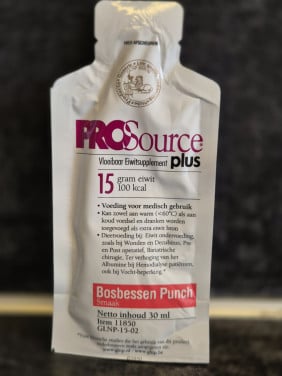 PROSource
Vloeibaar Eiwitsupplement plus
15 gram eiwit
100 kcal
• Voeding voor medisch gebruik
• Kan zowel aan warm (<60°C) als aan
koud voedsel en dranken worden
toegevoegd als extra eiwit bron
• Dieetvoeding bij: Eiwit ondervoeding,
zoals bij Wonden en Decubitus, Pre
en Post operatief, Bariatrische
chirurgie, Ter verhoging van het
Albumine bij Hemodialyse patiënten,
ook bij Vocht-beperking.*
Bosbessen Punch
Smaak
Netto inhoud 30 ml
Item 11850
GLNP-15-02